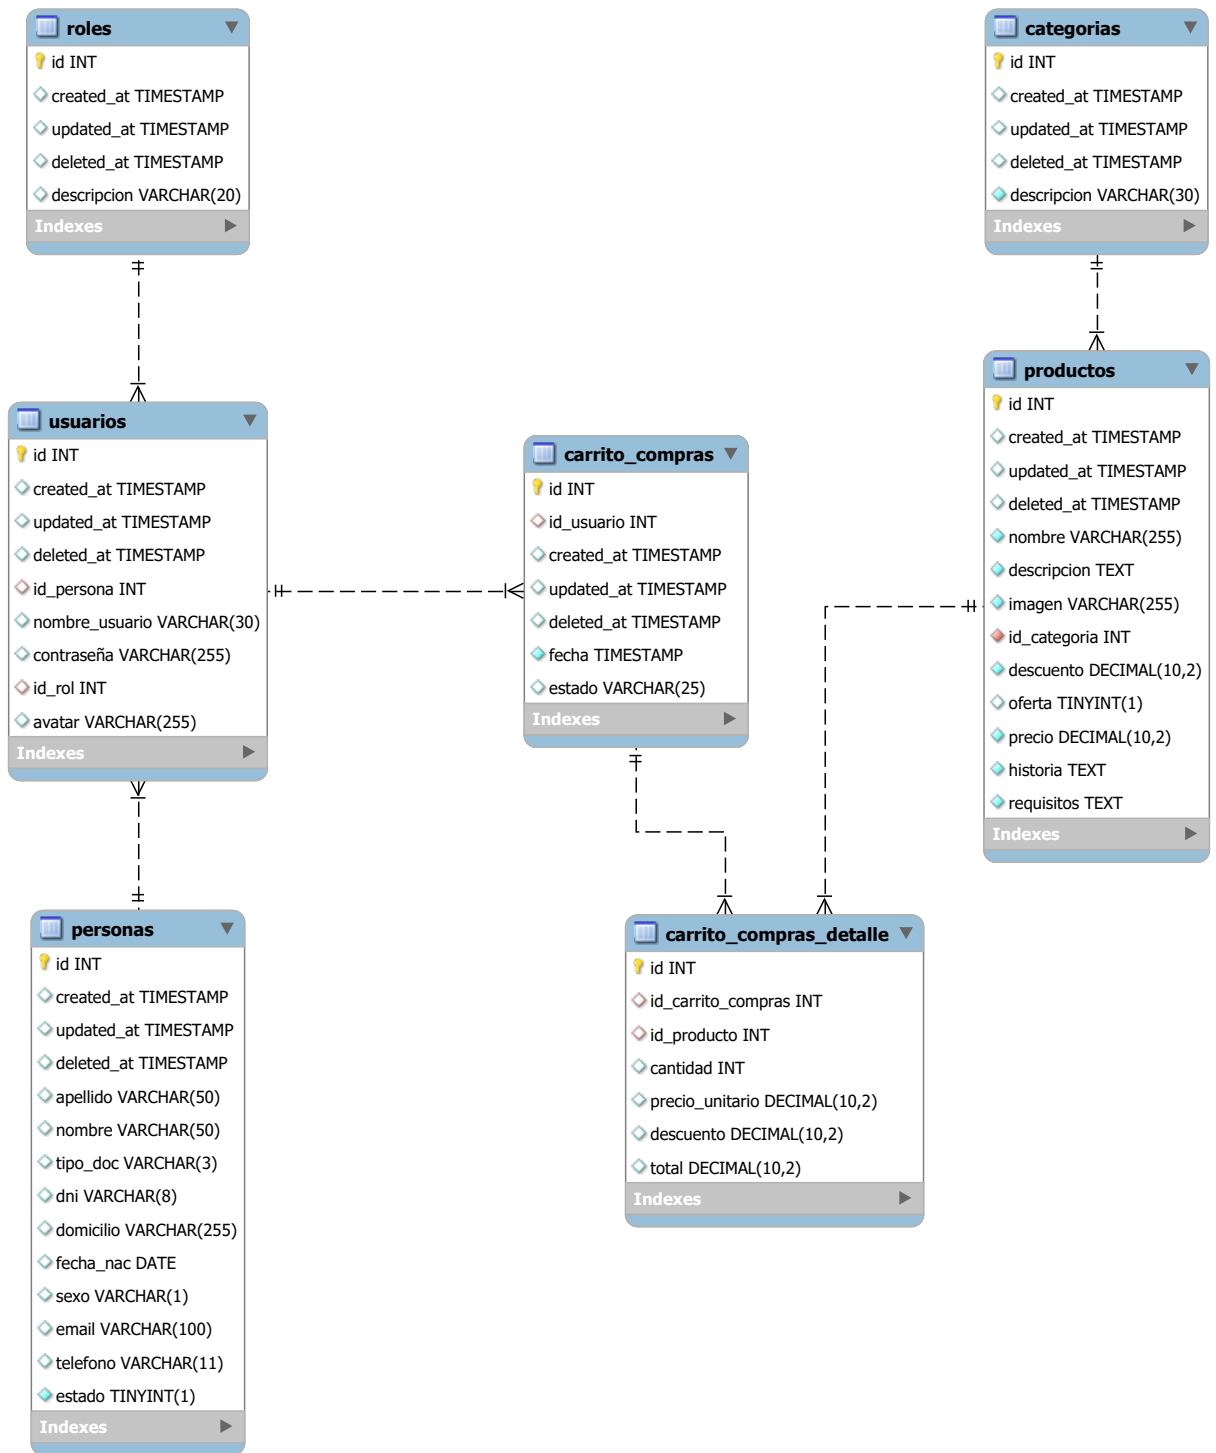 roles
id INT
created_at TIMESTAMP
updated_at TIMESTAMP
deleted_at TIMESTAMP
descripcion VARCHAR(20)
Indexes
categorias
id INT
created_at TIMESTAMP
updated_at TIMESTAMP
deleted_at TIMESTAMP
descripcion VARCHAR(30)
Indexes
usuarios
id INT
created_at TIMESTAMP
updated_at TIMESTAMP
deleted_at TIMESTAMP
id_persona INT
nombre_usuario VARCHAR(30)
contraseña VARCHAR(255)
id_rol INT
avatar VARCHAR(255)
Indexes
carrito_compras
id INT
id_usuario INT
created_at TIMESTAMP
updated_at TIMESTAMP
deleted_at TIMESTAMP
fecha TIMESTAMP
estado VARCHAR(25)
Indexes
productos
id INT
created_at TIMESTAMP
updated_at TIMESTAMP
deleted_at TIMESTAMP
nombre VARCHAR(255)
descripcion TEXT
imagen VARCHAR(255)
id_categoria INT
descuento DECIMAL(10,2)
oferta TINYINT(1)
precio DECIMAL(10,2)
historia TEXT
requisitos TEXT
Indexes
personas
id INT
created_at TIMESTAMP
updated_at TIMESTAMP
deleted_at TIMESTAMP
apellido VARCHAR(50)
nombre VARCHAR(50)
tipo_doc VARCHAR(3)
dni VARCHAR(8)
domicilio VARCHAR(255)
fecha_nac DATE
sexo VARCHAR(1)
email VARCHAR(100)
telefono VARCHAR(11)
estado TINYINT(1)
Indexes
carrito_compras_detalle
id INT
id_carrito_compras INT
id_producto INT
cantidad INT
precio_unitario DECIMAL(10,2)
descuento DECIMAL(10,2)
total DECIMAL(10,2)
Indexes